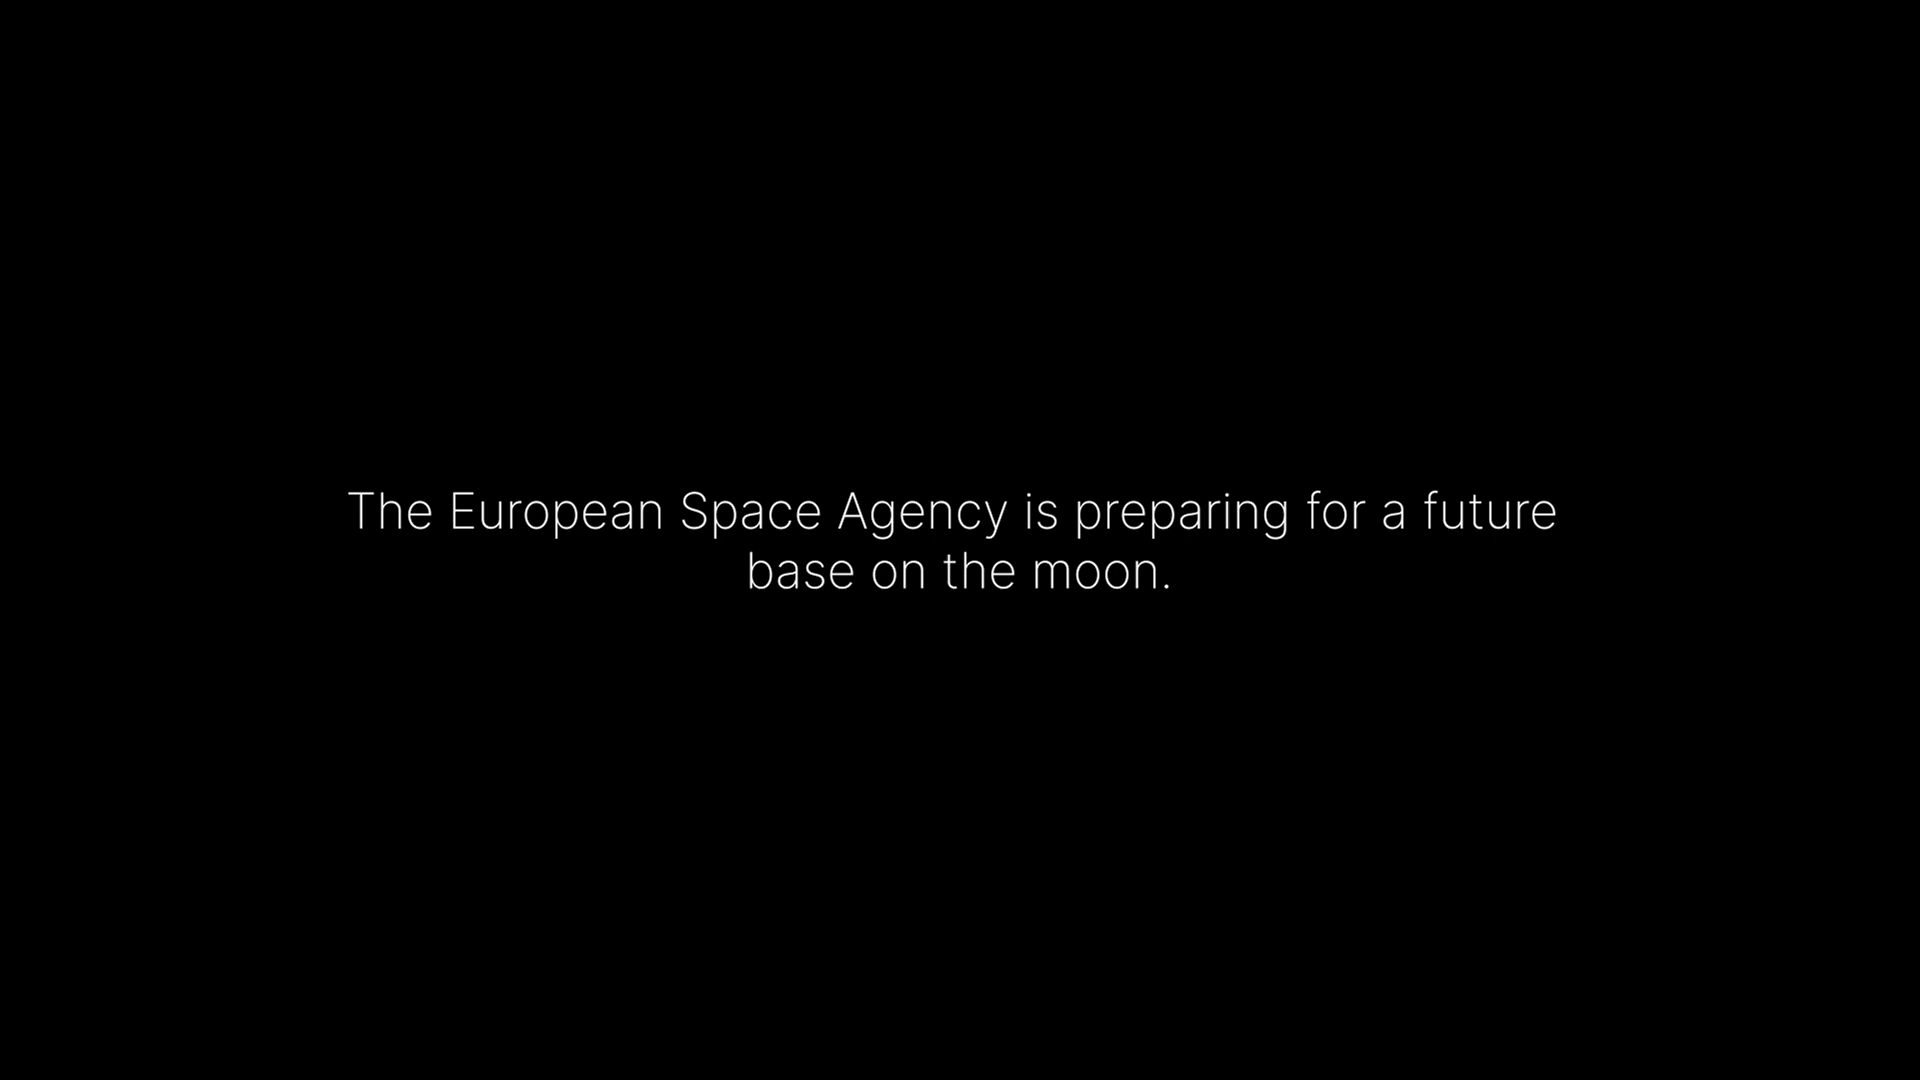 The European Space Agency is preparing for a future
base on the moon.